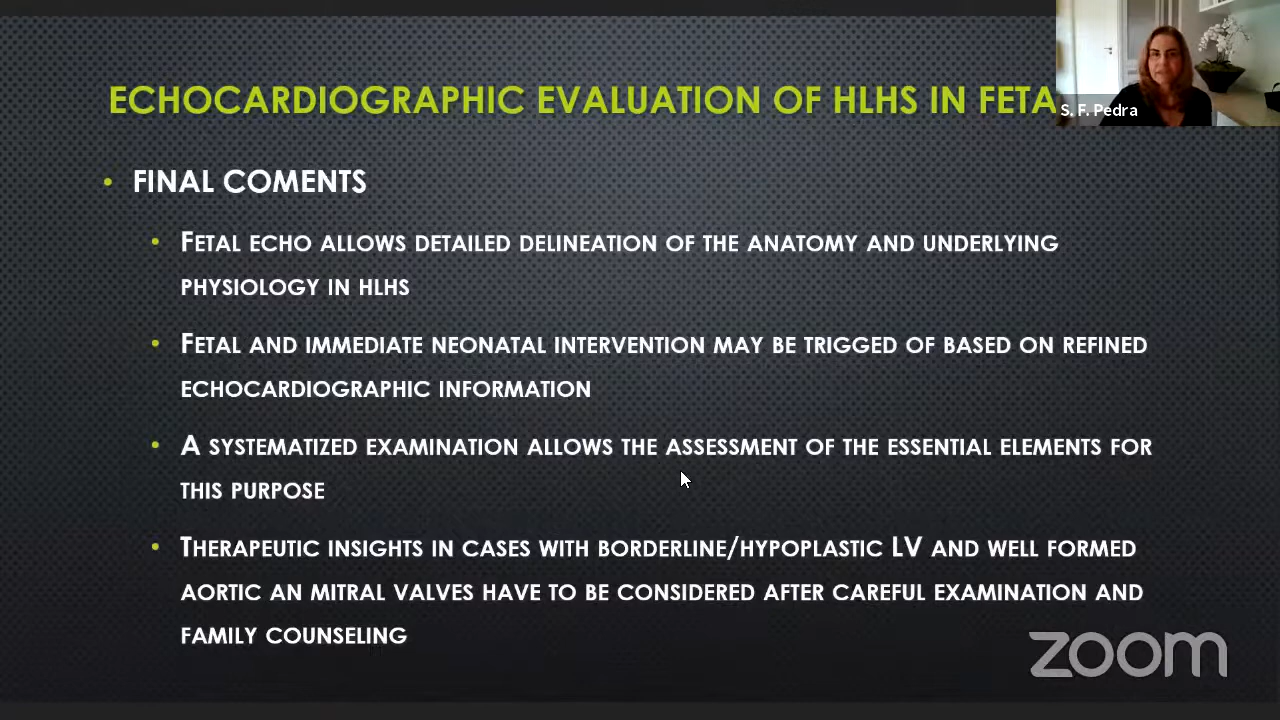 ECHOCARDIOGRAPHIC EVALUATION OF HLHS IN FETA
S. F. Pedra
• FINAL COMENTS
• FETAL ECHO ALLOWS DETAILED DELINEATION OF THE ANATOMY AND UNDERLYING
PHYSIOLOGY IN HLHS
• FETAL AND IMMEDIATE NEONATAL INTERVENTION MAY BE TRIGGED OF BASED ON REFINED
ECHOCARDIOGRAPHIC INFORMATION
• A SYSTEMATIZED EXAMINATION ALLOWS THE ASSESSMENT OF THE ESSENTIAL ELEMENTS FOR
THIS PURPOSE
• THERAPEUTIC INSIGHTS IN CASES WITH BORDERLINE/HYPOPLASTIC LV AND WELL FORMED
AORTIC AN MITRAL VALVES HAVE TO BE CONSIDERED AFTER CAREFUL EXAMINATION AND
FAMILY COUNSELING
zoom